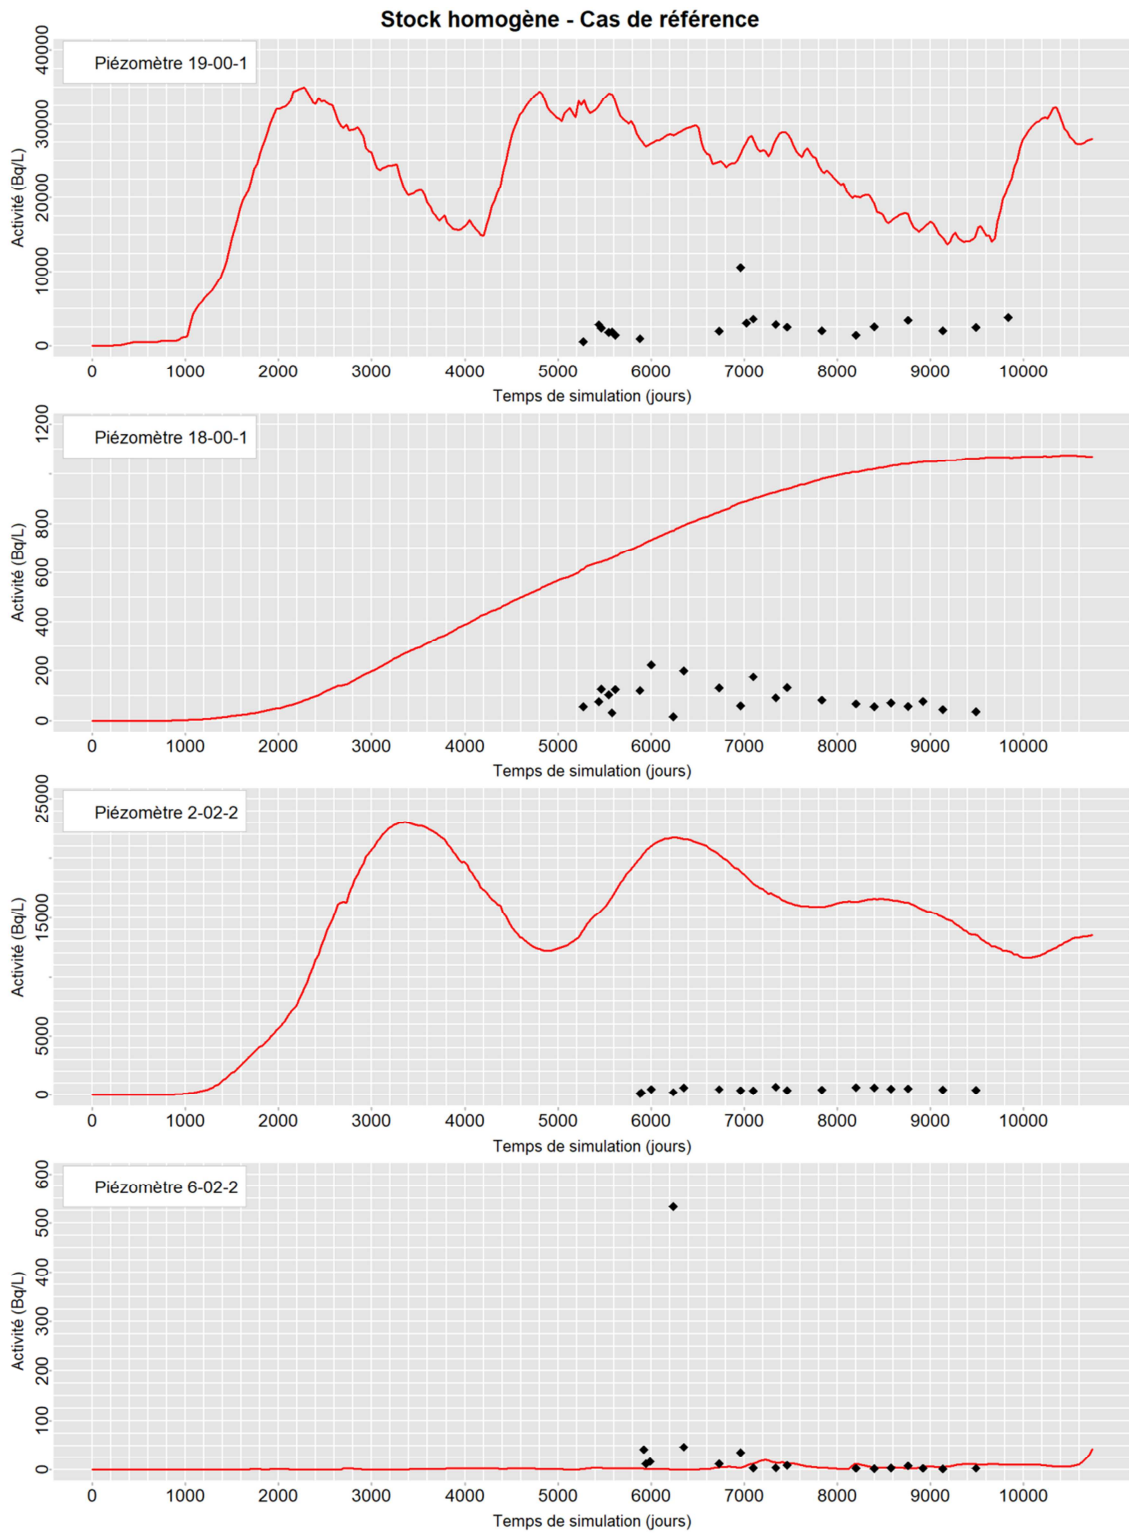 Stock homogène - Cas de référence
Piézomètre 19-00-1
Activité (Bq/L)
40000
30000
20000
10000
0
0 1000 2000 3000 4000 5000 6000 7000 8000 9000 10000
Temps de simulation (jours)
Piézomètre 18-00-1
Activité (Bq/L)
1200
800
600
400
200
0
0 1000 2000 3000 4000 5000 6000 7000 8000 9000 10000
Temps de simulation (jours)
Piézomètre 2-02-2
Activité (Bq/L)
25000
15000
5000
0
0 1000 2000 3000 4000 5000 6000 7000 8000 9000 10000
Temps de simulation (jours)
Piézomètre 6-02-2
Activité (Bq/L)
600
500
400
300
200
100
0
0 1000 2000 3000 4000 5000 6000 7000 8000 9000 10000
Temps de simulation (jours)